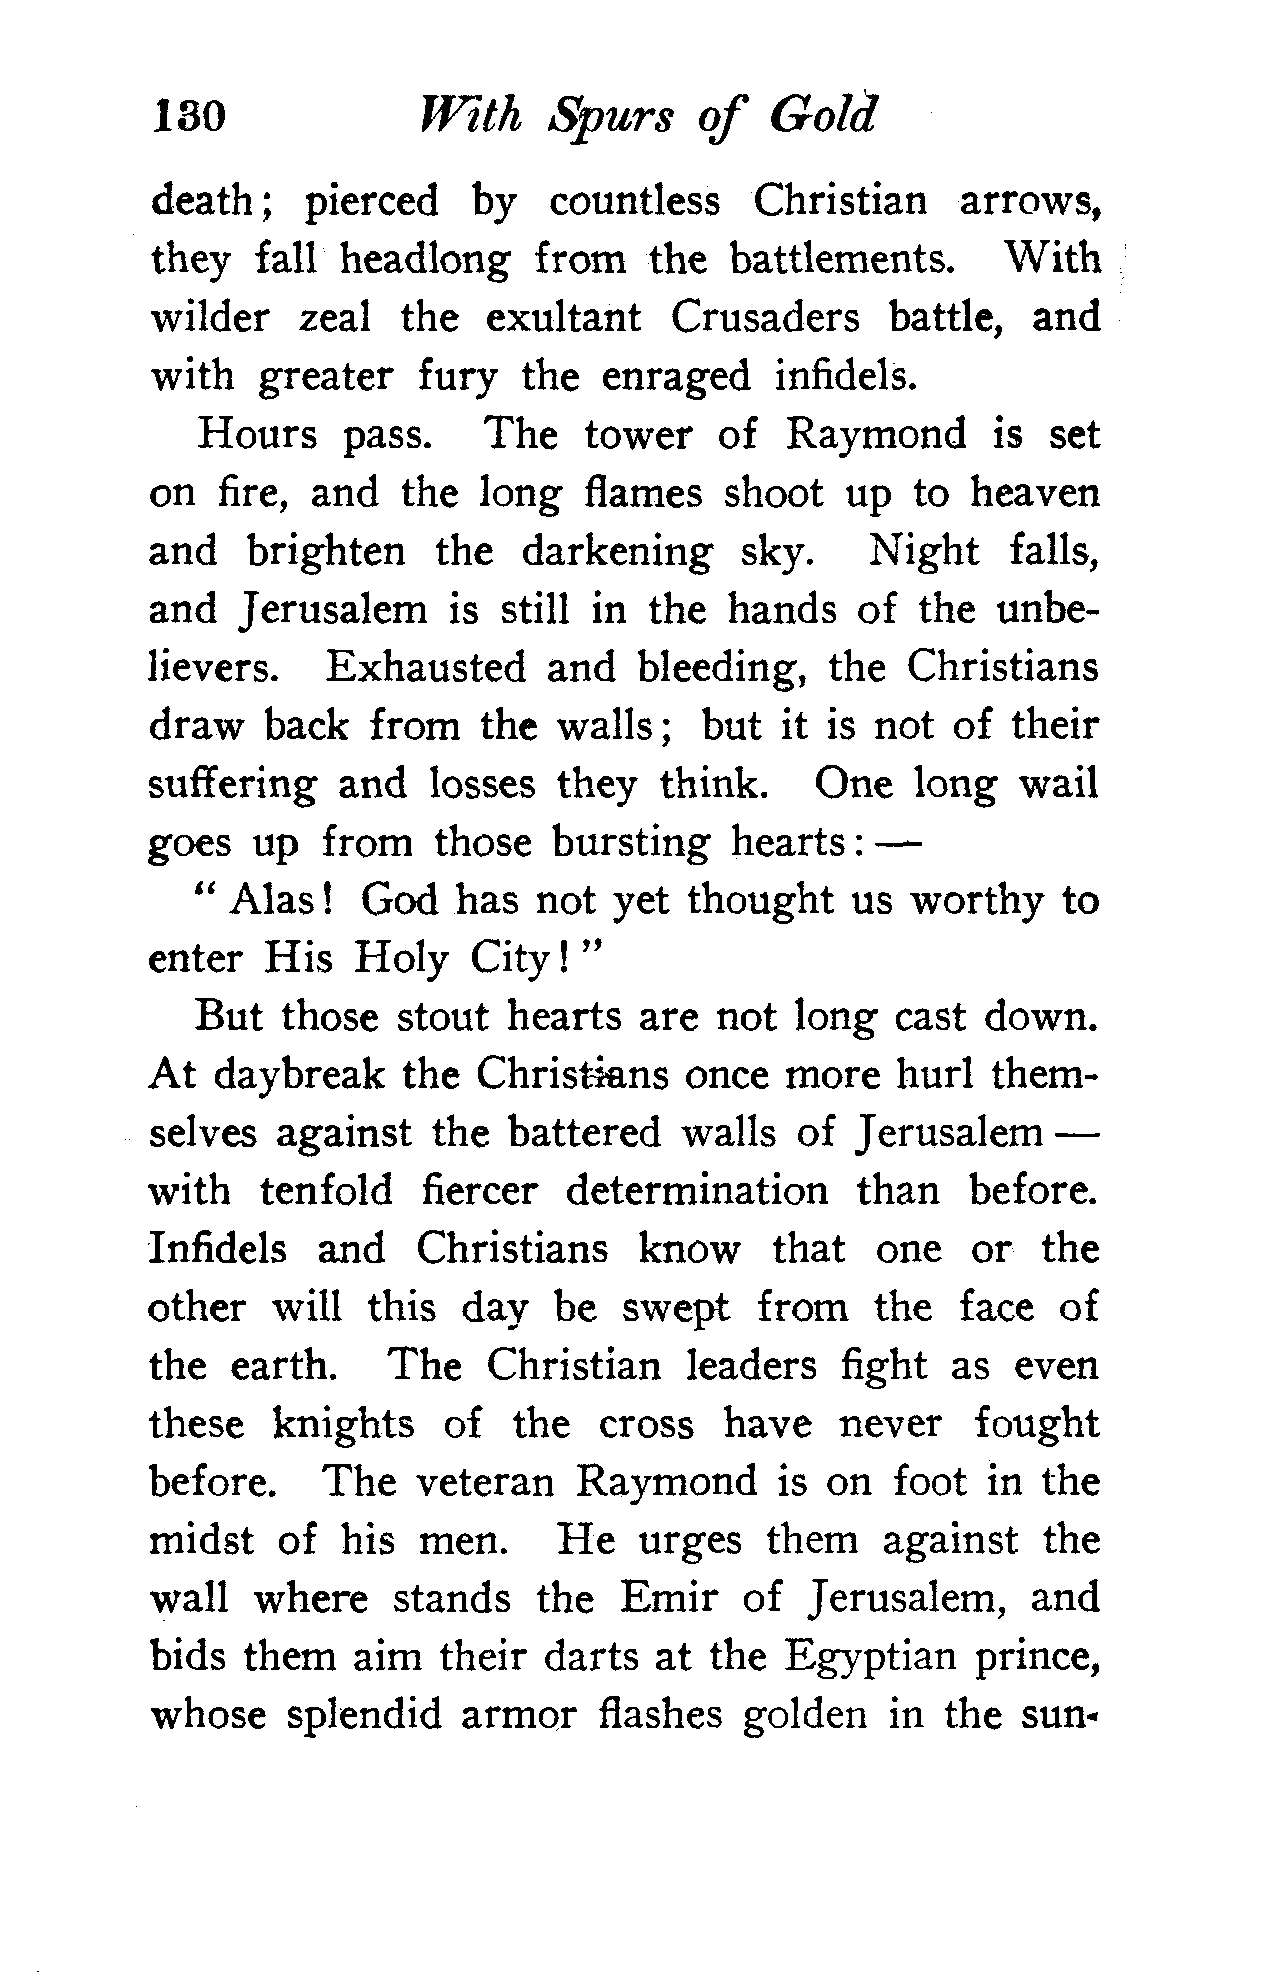 130 With Spurs of Gold
death; pierced by countless Christian arrows,
they fall headlong from the battlements. With
wilder zeal the exultant Crusaders battle, and
with greater fury the enraged infidels.
Hours pass. The tower of Raymond is set
on fire, and the long flames shoot up to heaven
and brighten the darkening sky. Night falls,
and Jerusalem is still in the hands of the unbe-
lievers. Exhausted and bleeding, the Christians
draw back from the walls; but it is not of their
suffering and losses they think. One long wail
goes up from those bursting hearts:—
"Alas! God has not yet thought us worthy to
enter His Holy City!"
But those stout hearts are not long cast down.
At daybreak the Christians once more hurl them-
selves against the battered walls of Jerusalem—
with tenfold fiercer determination than before.
Infidels and Christians know that one or the
other will this day be swept from the face of
the earth. The Christian leaders fight as even
these knights of the cross have never fought
before. The veteran Raymond is on foot in the
midst of his men. He urges them against the
wall where stands the Emir of Jerusalem, and
bids them aim their darts at the Egyptian prince,
whose splendid armor flashes golden in the sun-